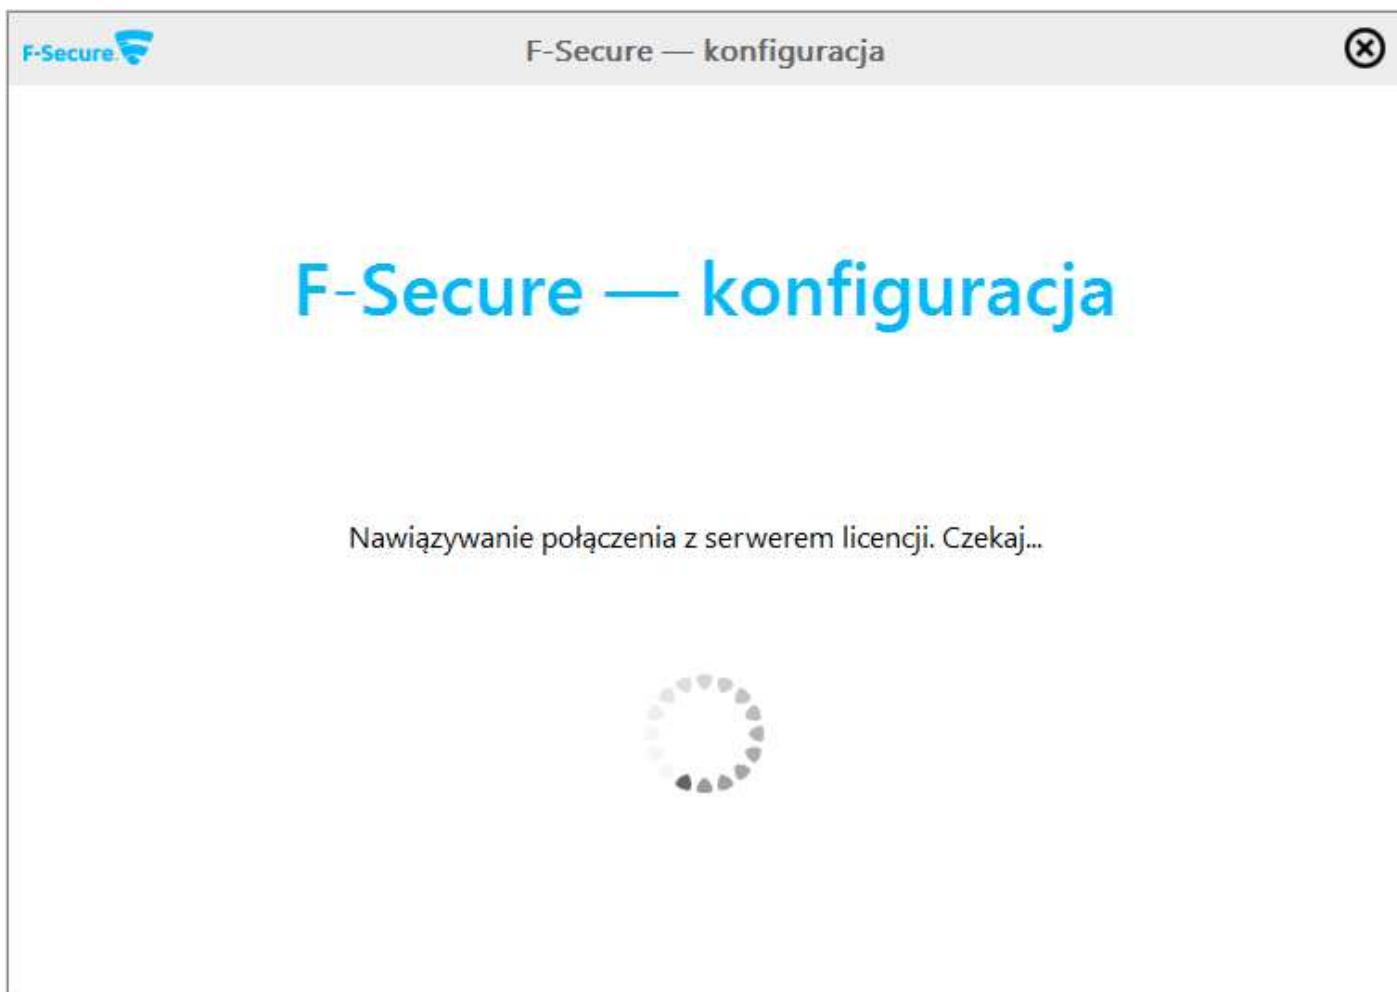 F-Secure
F-Secure — konfiguracja
F-Secure — konfiguracja
Nawiązywanie połączenia z serwerem licencji. Czekaj...